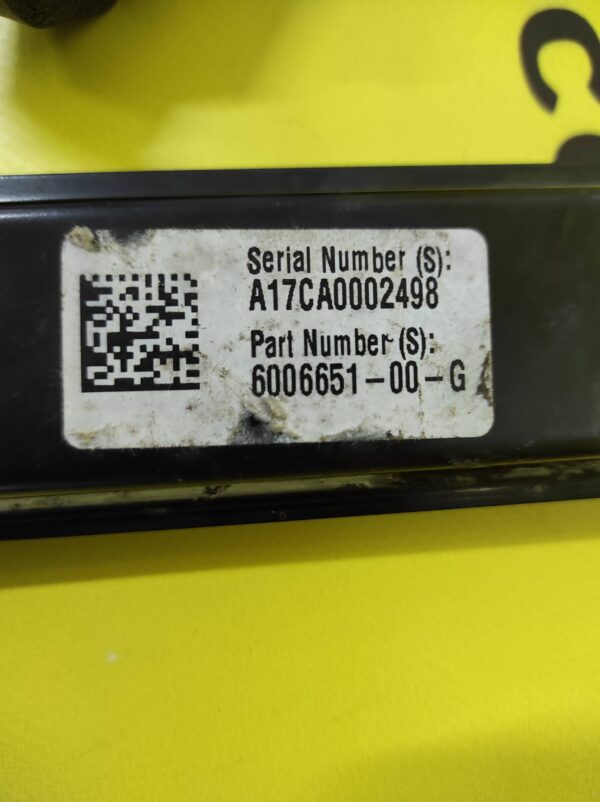 Serial Number (S):
A17CA0002498
Part Number (S):
6006651-00-G